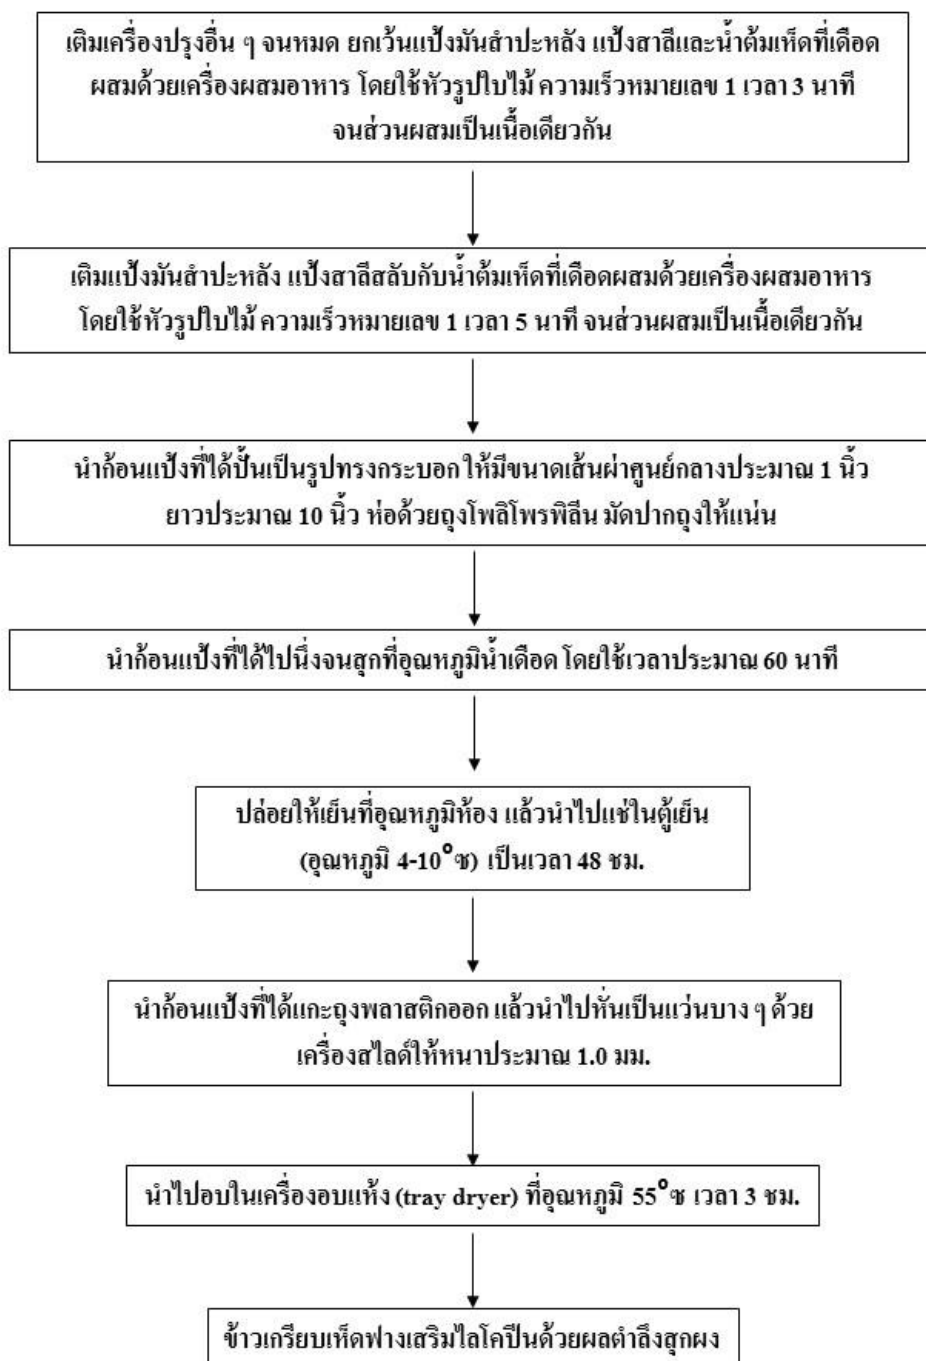 เติมเครื่องปรุงอื่น ๆ จนหมด ยกเว้นแป้งมันสำปะหลัง แป้งสาลีและน้ำต้มเห็ดที่เดือด
ผสมด้วยเครื่องผสมอาหาร โดยใช้หัวรูปใบไม้ ความเร็วหมายเลข 1 เวลา 3 นาที
จนส่วนผสมเป็นเนื้อเดียวกัน
เติมแป้งมันสำปะหลัง แป้งสาลีสลับกับน้ำต้มเห็ดที่เดือดผสมด้วยเครื่องผสมอาหาร
โดยใช้หัวรูปใบไม้ ความเร็วหมายเลข 1 เวลา 5 นาที จนส่วนผสมเป็นเนื้อเดียวกัน
นำก้อนแป้งที่ได้ปั้นเป็นรูปทรงกระบอก ให้มีขนาดเส้นผ่าศูนย์กลางประมาณ 1 นิ้ว
ยาวประมาณ 10 นิ้ว ห่อด้วยถุงโพลิโพรพิลีน มัดปากถุงให้แน่น
นำก้อนแป้งที่ได้ไปนึ่งจนสุกที่อุณหภูมิน้ำเดือด โดยใช้เวลาประมาณ 60 นาที
ปล่อยให้เย็นที่อุณหภูมิห้อง แล้วนำไปแช่ในตู้เย็น
(อุณหภูมิ 4-10°ซ) เป็นเวลา 48 ชม.
นำก้อนแป้งที่ได้แกะถุงพลาสติกออก แล้วนำไปหั่นเป็นแว่นบาง ๆ ด้วย
เครื่องสไลด์ให้หนาประมาณ 1.0 มม.
นำไปอบในเครื่องอบแห้ง (tray dryer) ที่อุณหภูมิ 55°ซ เวลา 3 ชม.
ข้าวเกรียบเห็ดฟางเสริมไลโคปีนด้วยผลตำลึงสุกผง